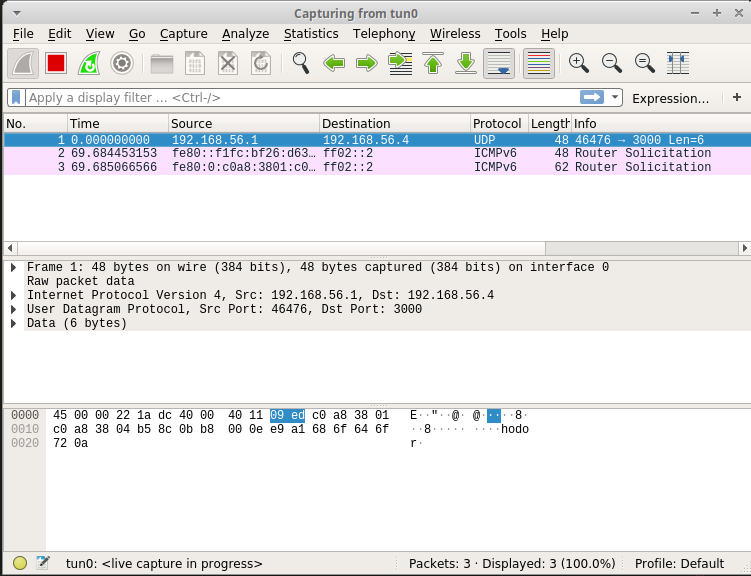 Capturing from tun0
File Edit View Go Capture Analyze Statistics Telephony Wireless Tools Help
Apply a display filter ... <Ctrl-/> Expression... +
No. Time Source Destination Protocol Length Info
1 0.000000000 192.168.56.1 192.168.56.4 UDP 48 46476 → 3000 Len=6
2 69.684453153 fe80::f1fc:bf26:d63… ff02::2 ICMPv6 48 Router Solicitation
3 69.685066566 fe80:0:c0a8:3801:c0… ff02::2 ICMPv6 62 Router Solicitation
Frame 1: 48 bytes on wire (384 bits), 48 bytes captured (384 bits) on interface 0
Raw packet data
Internet Protocol Version 4, Src: 192.168.56.1, Dst: 192.168.56.4
User Datagram Protocol, Src Port: 46476, Dst Port: 3000
Data (6 bytes)
0000 45 00 00 22 1a dc 40 00 40 11 09 ed c0 a8 38 01 E··"··@· @·····8·
0010 c0 a8 38 04 b5 8c 0b b8 00 0e e9 a1 68 6f 64 6f ··8····· ····hodo
0020 72 0a r·
tun0: <live capture in progress> Packets: 3 · Displayed: 3 (100.0%) Profile: Default